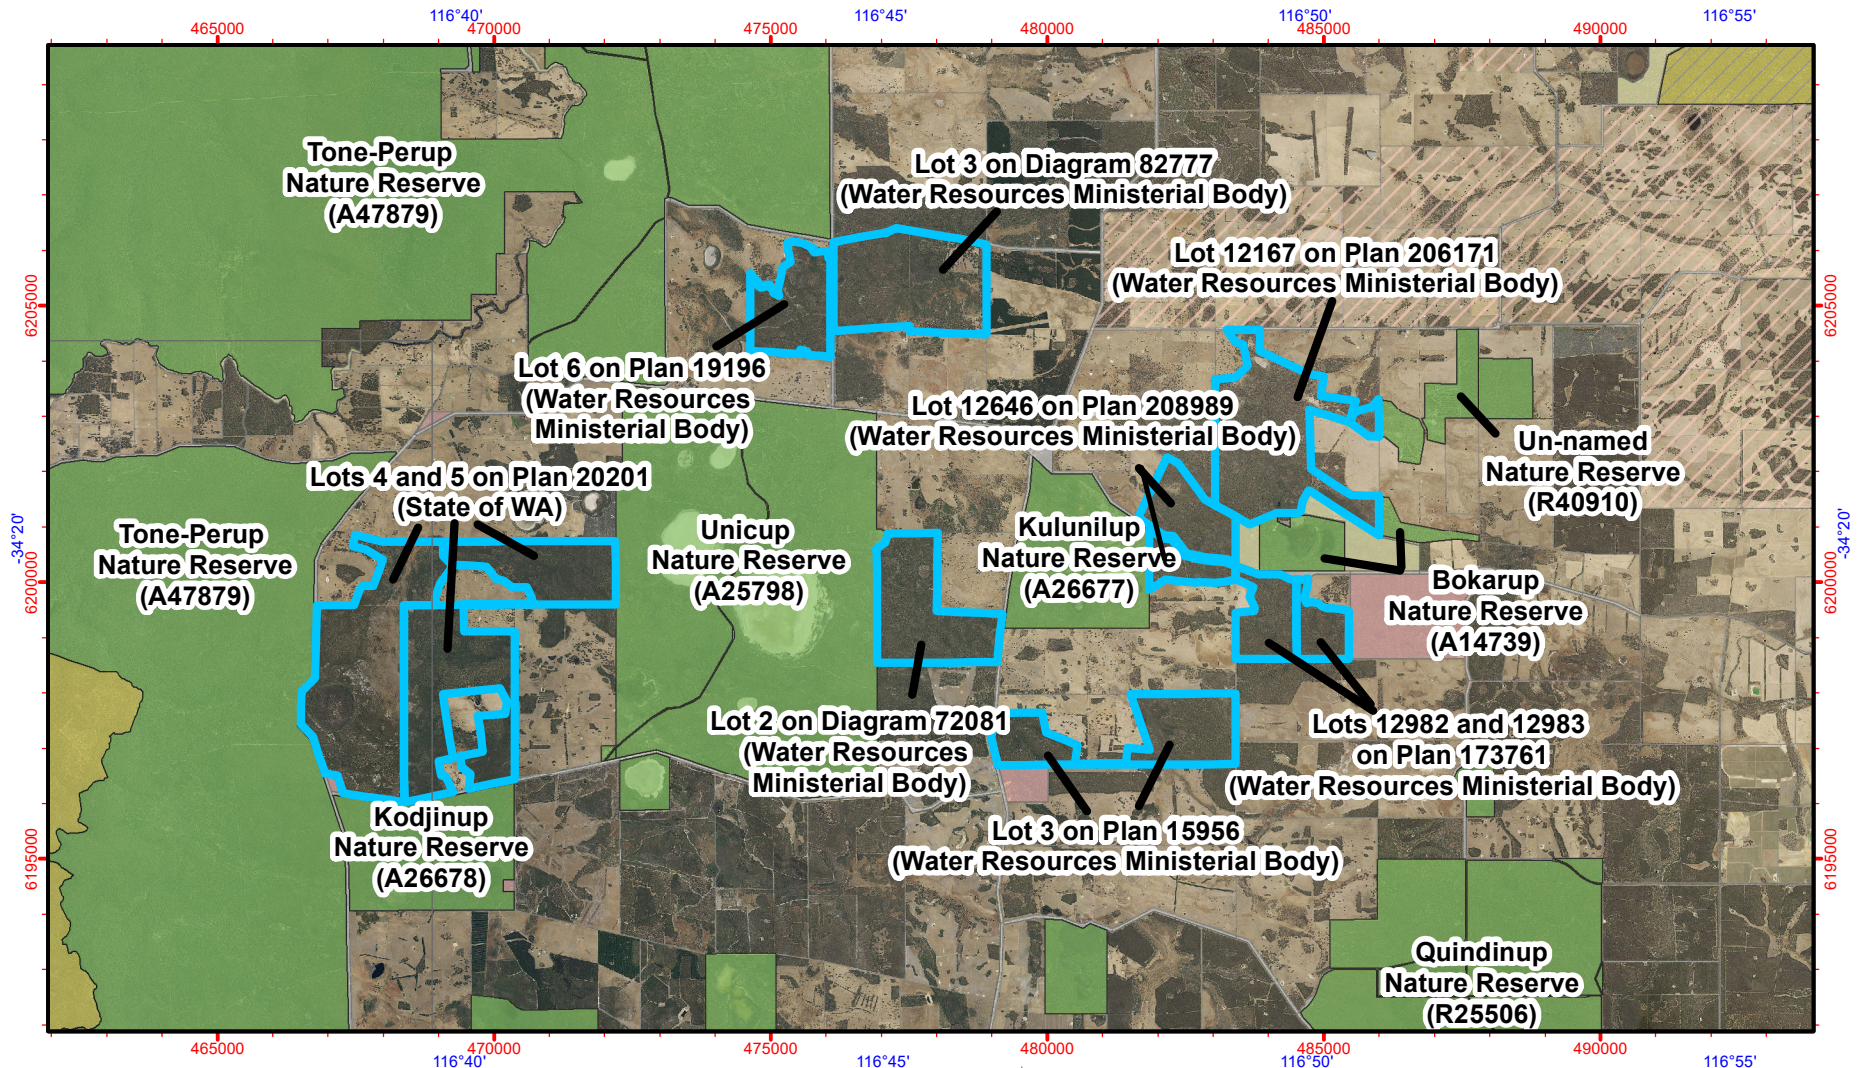 116°40' 116°45' 116°50' 116°55'
465000 470000 475000 480000 485000 490000
Tone-Perup
Nature Reserve
(A47879)
Lot 3 on Diagram 82777
(Water Resources Ministerial Body)
Lot 12167 on Plan 206171
(Water Resources Ministerial Body)
6205000
6205000
Lot 6 on Plan 19196
(Water Resources
Ministerial Body)
Lot 12646 on Plan 208989
(Water Resources Ministerial Body)
Un-named
Nature Reserve
(R40910)
Lots 4 and 5 on Plan 20201
(State of WA)
Tone-Perup
Nature Reserve
(A47879)
Unicup
Nature Reserve
(A25798)
Kulunilup
Nature Reserve
(A26677)
-34°20'
-34°20'
6200000
6200000
Bokarup
Nature Reserve
(A14739)
Lot 2 on Diagram 72081
(Water Resources
Ministerial Body)
Lots 12982 and 12983
on Plan 173761
(Water Resources Ministerial Body)
Kodjinup
Nature Reserve
(A26678)
Lot 3 on Plan 15956
(Water Resources Ministerial Body)
6195000
6195000
Quindinup
Nature Reserve
(R25506)
465000 470000 475000 480000 485000 490000
116°40' 116°45' 116°50' 116°55'